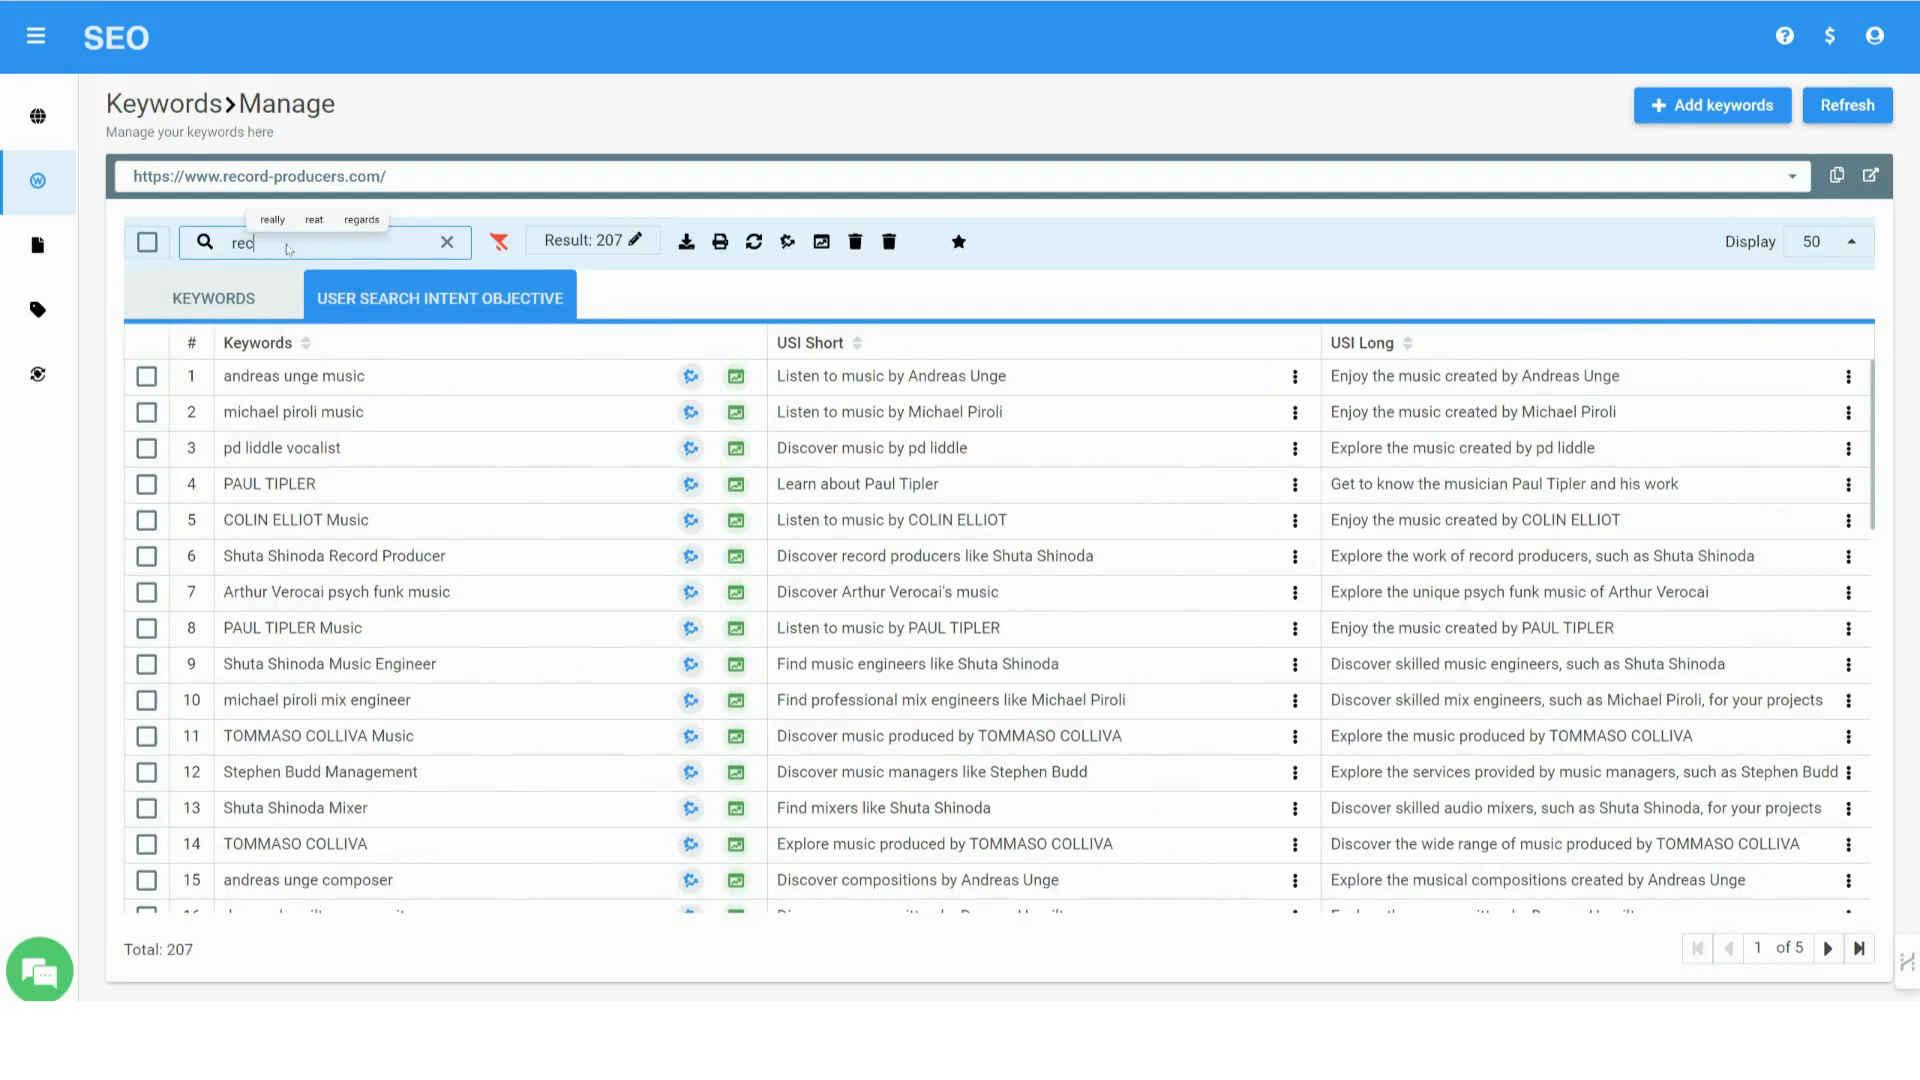 SEO
Keywords>Manage
Manage your keywords here
+ Add keywords
Refresh
https://www.record-producers.com/
really reat regards
rec
Result: 207
Display 50
KEYWORDS
USER SEARCH INTENT OBJECTIVE
# Keywords USI Short USI Long
1 andreas unge music Listen to music by Andreas Unge Enjoy the music created by Andreas Unge
2 michael piroli music Listen to music by Michael Piroli Enjoy the music created by Michael Piroli
3 pd liddle vocalist Discover music by pd liddle Explore the music created by pd liddle
4 PAUL TIPLER Learn about Paul Tipler Get to know the musician Paul Tipler and his work
5 COLIN ELLIOT Music Listen to music by COLIN ELLIOT Enjoy the music created by COLIN ELLIOT
6 Shuta Shinoda Record Producer Discover record producers like Shuta Shinoda Explore the work of record producers, such as Shuta Shinoda
7 Arthur Verocai psych funk music Discover Arthur Verocai's music Explore the unique psych funk music of Arthur Verocai
8 PAUL TIPLER Music Listen to music by PAUL TIPLER Enjoy the music created by PAUL TIPLER
9 Shuta Shinoda Music Engineer Find music engineers like Shuta Shinoda Discover skilled music engineers, such as Shuta Shinoda
10 michael piroli mix engineer Find professional mix engineers like Michael Piroli Discover skilled mix engineers, such as Michael Piroli, for your projects
11 TOMMASO COLLIVA Music Discover music produced by TOMMASO COLLIVA Explore the music produced by TOMMASO COLLIVA
12 Stephen Budd Management Discover music managers like Stephen Budd Explore the services provided by music managers, such as Stephen Budd
13 Shuta Shinoda Mixer Find mixers like Shuta Shinoda Discover skilled audio mixers, such as Shuta Shinoda, for your projects
14 TOMMASO COLLIVA Explore music produced by TOMMASO COLLIVA Discover the wide range of music produced by TOMMASO COLLIVA
15 andreas unge composer Discover compositions by Andreas Unge Explore the musical compositions created by Andreas Unge
Total: 207
1 of 5